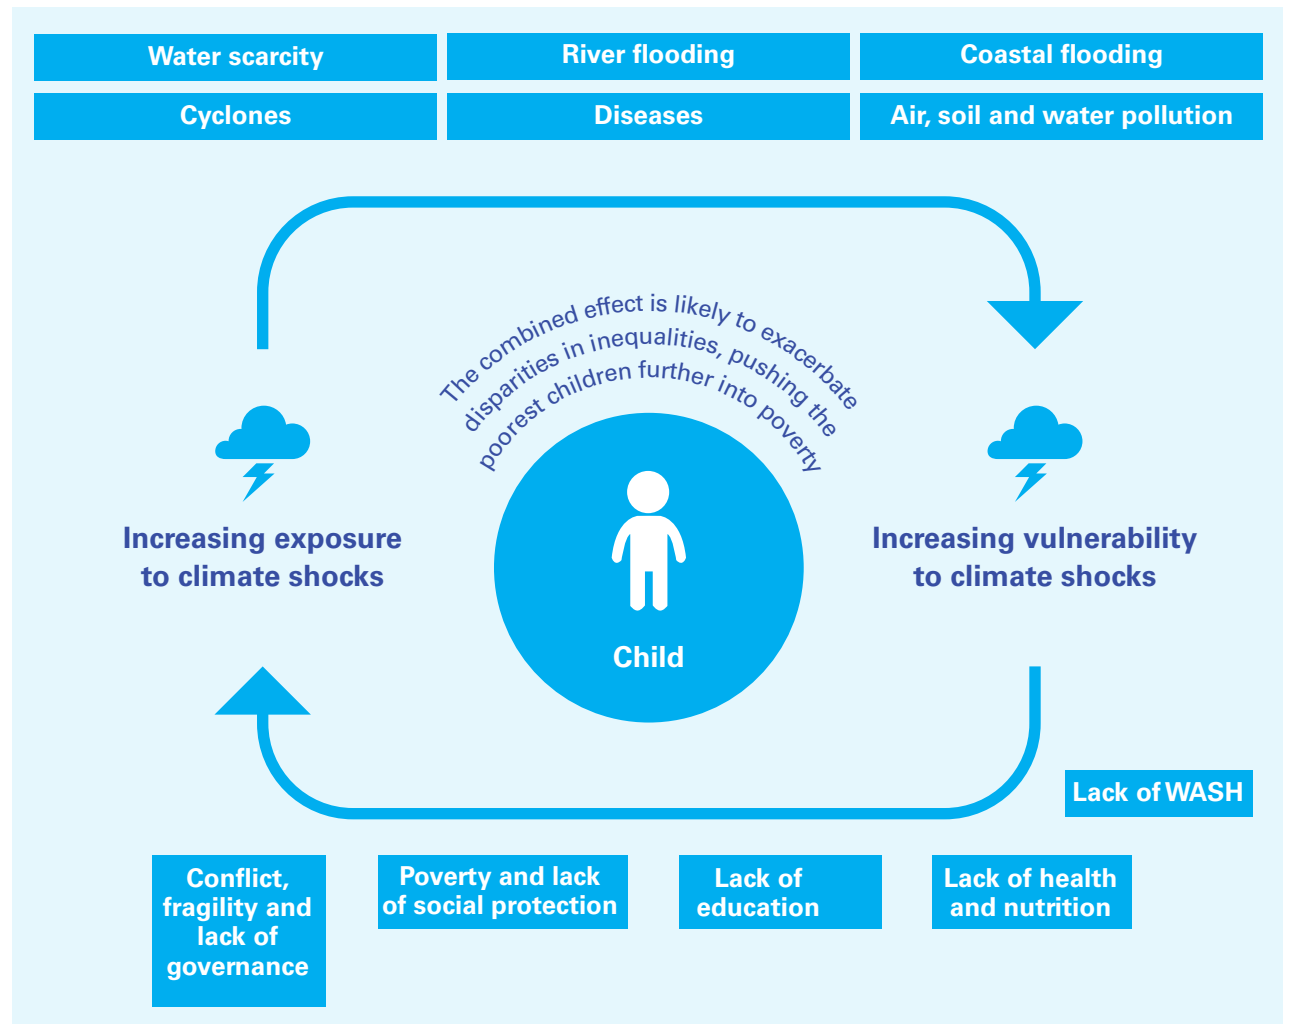 Water scarcity
River flooding
Coastal flooding
Cyclones
Diseases
Air, soil and water pollution
The combined effect is likely to exacerbate
disparities in inequalities, pushing the
poorest children further into poverty
Increasing exposure
to climate shocks
Child
Increasing vulnerability
to climate shocks
Lack of WASH
Conflict,
fragility and
lack of
governance
Poverty and lack
of social protection
Lack of
education
Lack of health
and nutrition